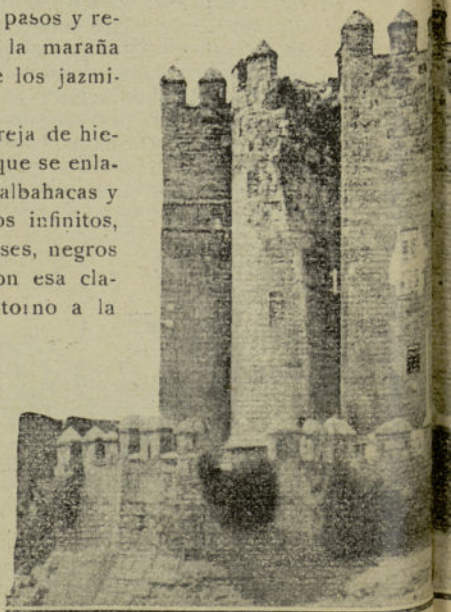 pasos y re-
la maraña
e los jazmi-
reja de hie-
que se enla-
albahacas y
os infinitos,
ses, negros
on esa cla-
torno a la